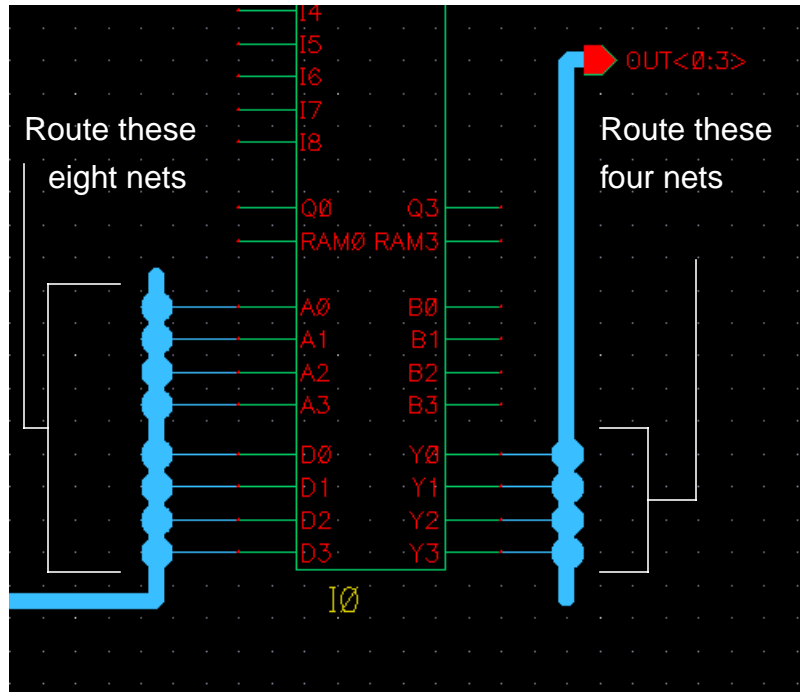 I4
I5
I6
I7
I8
OUT<0:3>
Route these
eight nets
Route these
four nets
Q0 Q3
RAM0 RAM3
A0 B0
A1 B1
A2 B2
A3 B3
D0 Y0
D1 Y1
D2 Y2
D3 Y3
I0